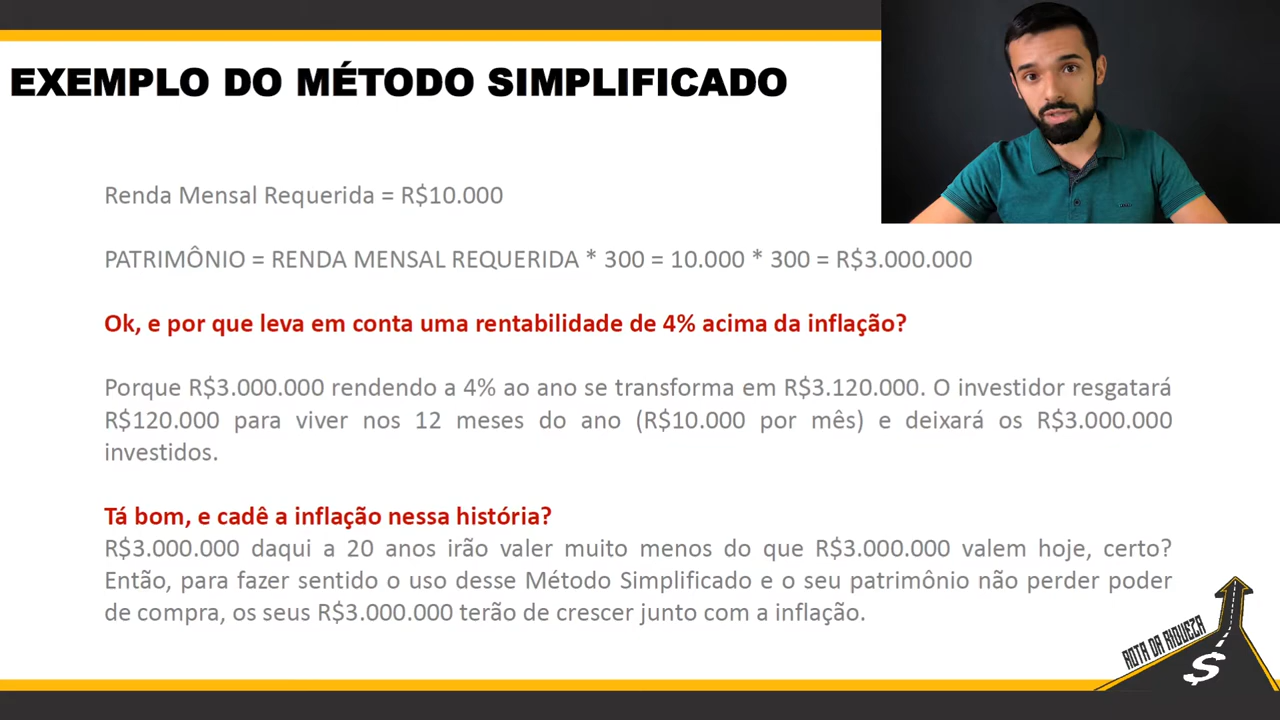 EXEMPLO DO MÉTODO SIMPLIFICADO
Renda Mensal Requerida = R$10.000
PATRIMÔNIO = RENDA MENSAL REQUERIDA * 300 = 10.000 * 300 = R$3.000.000
Ok, e por que leva em conta uma rentabilidade de 4% acima da inflação?
Porque R$3.000.000 rendendo a 4% ao ano se transforma em R$3.120.000. O investidor resgatará
R$120.000 para viver nos 12 meses do ano (R$10.000 por mês) e deixará os R$3.000.000
investidos.
Tá bom, e cadê a inflação nessa história?
R$3.000.000 daqui a 20 anos irão valer muito menos do que R$3.000.000 valem hoje, certo?
Então, para fazer sentido o uso desse Método Simplificado e o seu patrimônio não perder poder
de compra, os seus R$3.000.000 terão de crescer junto com a inflação.
ROTA DA RIQUEZA
$